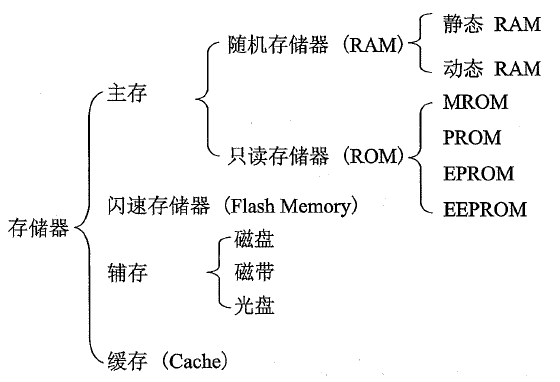 存储器
主存
随机存储器（RAM）
静态 RAM
动态 RAM
只读存储器（ROM）
MROM
PROM
EPROM
EEPROM
闪速存储器（Flash Memory）
辅存
磁盘
磁带
光盘
缓存（Cache）